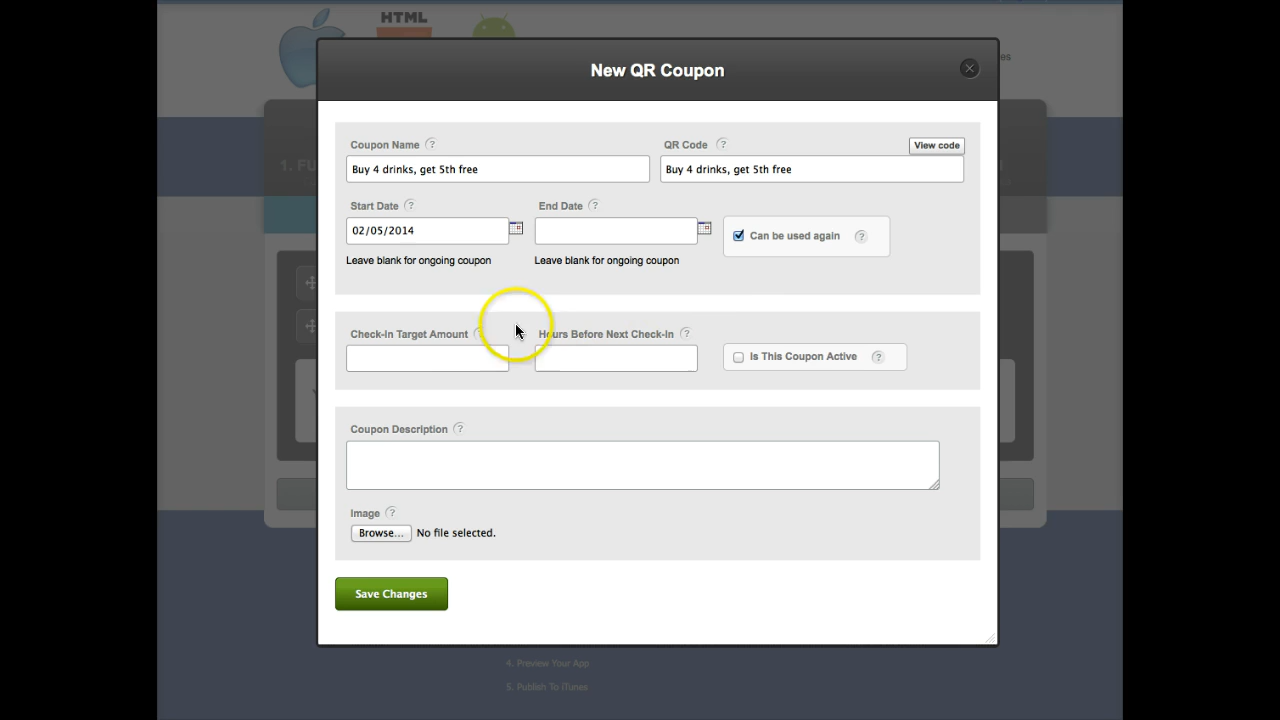 HTML
es
New QR Coupon
1. FU
Coupon Name ?
QR Code ?
View code
Buy 4 drinks, get 5th free
Buy 4 drinks, get 5th free
Start Date ?
End Date ?
02/05/2014
Can be used again ?
Leave blank for ongoing coupon
Leave blank for ongoing coupon
Check-In Target Amount ?
Hours Before Next Check-In ?
Is This Coupon Active ?
Coupon Description ?
Image ?
Browse... No file selected.
Save Changes
4. Preview Your App
5. Publish To iTunes